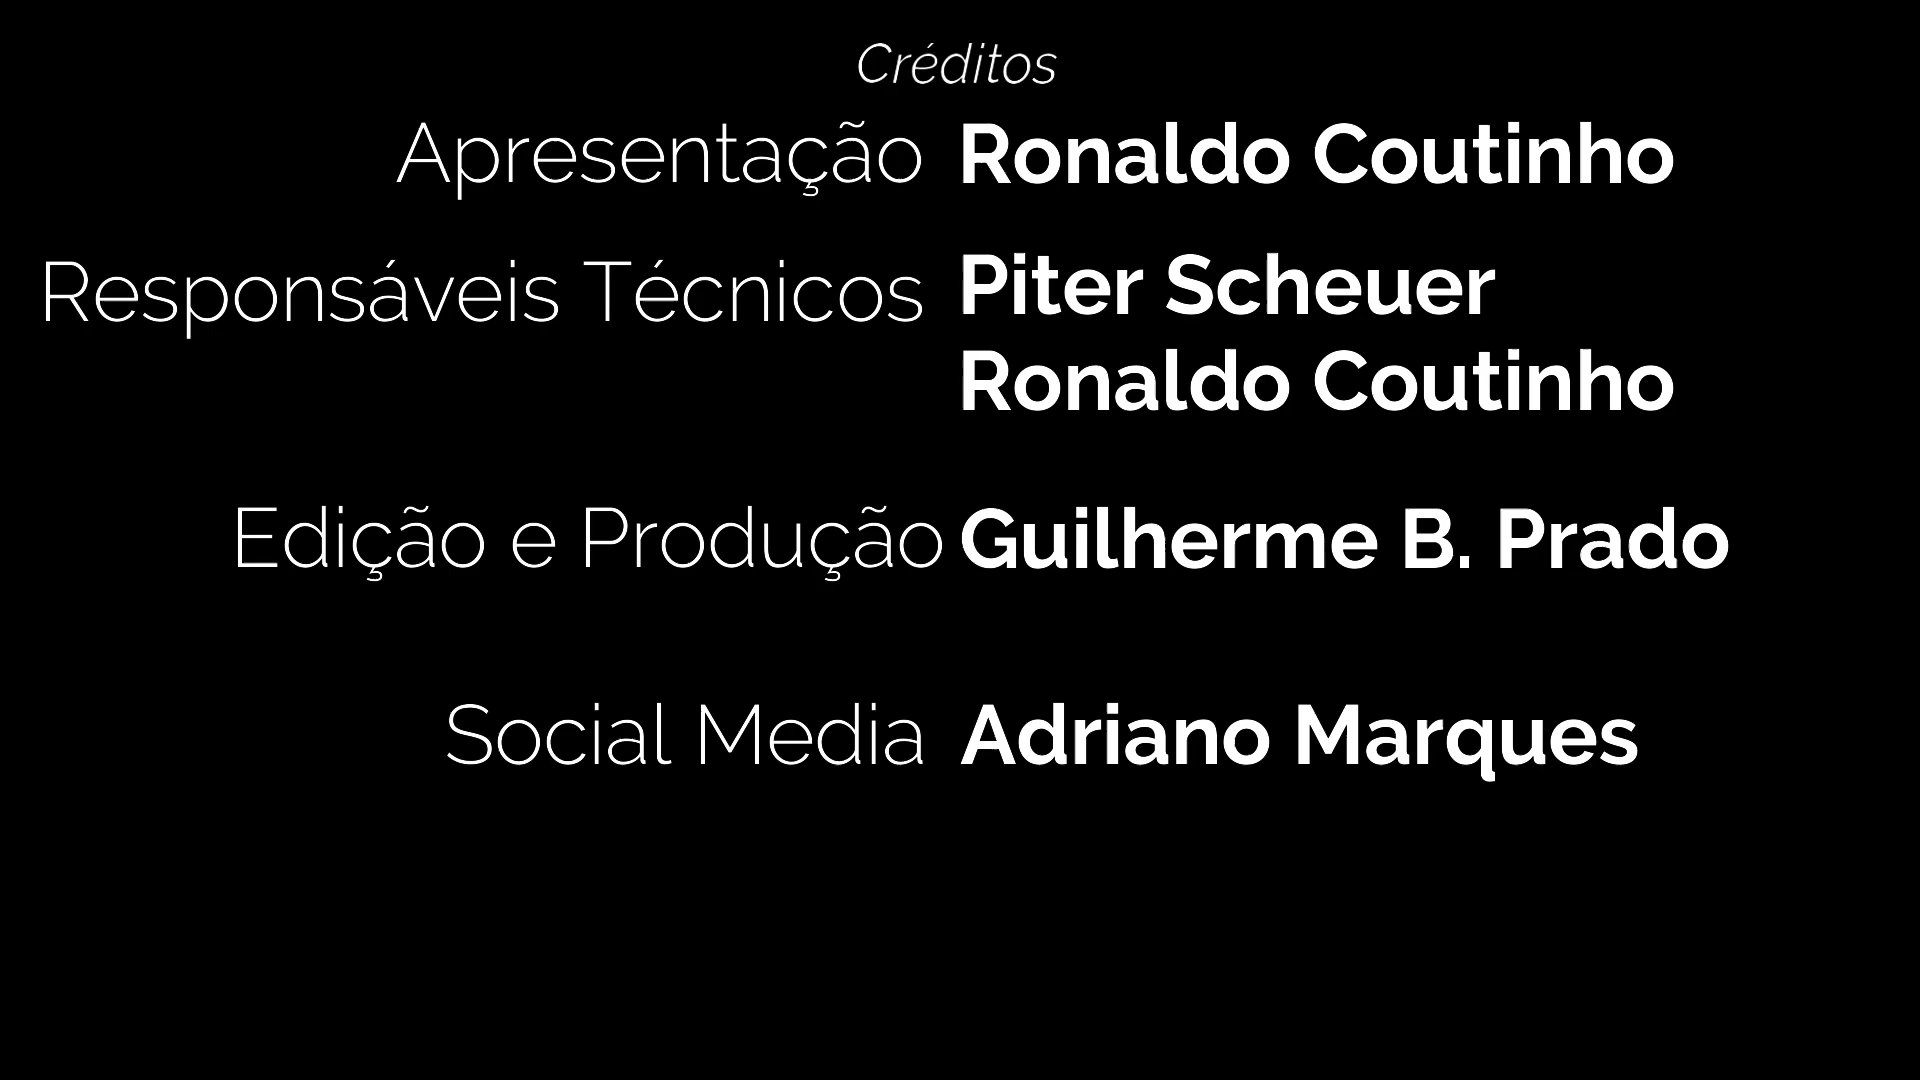 Créditos
Apresentação Ronaldo Coutinho
Responsáveis Técnicos Piter Scheuer
Ronaldo Coutinho
Edição e Produção Guilherme B. Prado
Social Media Adriano Marques